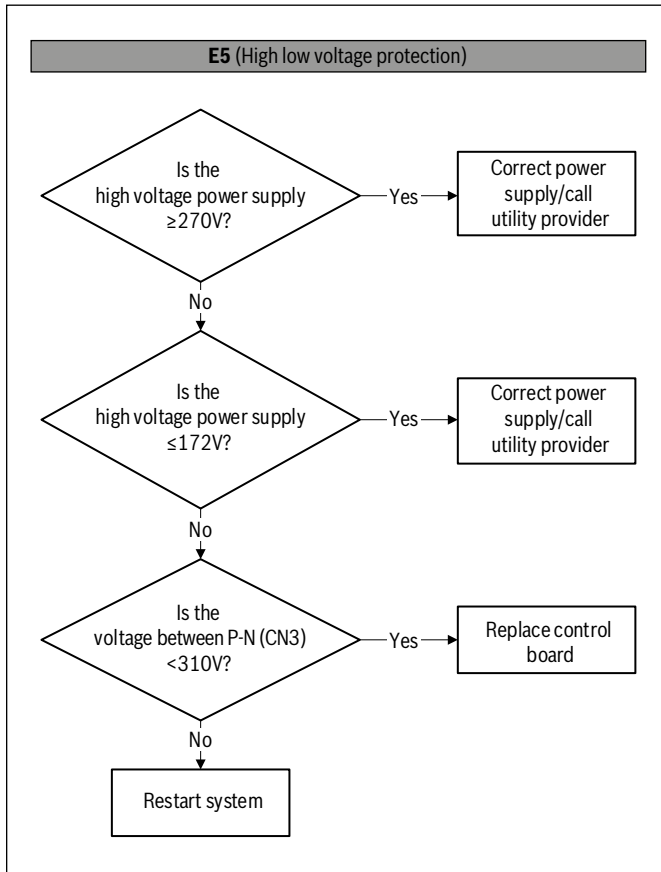 E5 (High low voltage protection)
Is the
high voltage power supply
≥270V?
Yes
Correct power
supply/call
utility provider
No
Is the
high voltage power supply
≤172V?
Yes
Correct power
supply/call
utility provider
No
Is the
voltage between P-N (CN3)
<310V?
Yes
Replace control
board
No
Restart system